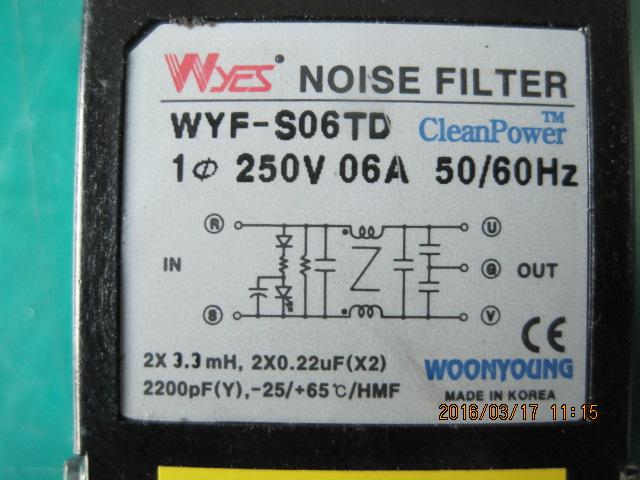 WYES® NOISE FILTER
WYF-S06TD CleanPower™
1Φ 250V 06A 50/60Hz
R U
IN G OUT
S V
CE
2X 3.3mH, 2X0.22uF(X2) WOONYOUNG
2200pF(Y),-25/+65℃/HMF MADE IN KOREA
2016/03/17 11:15